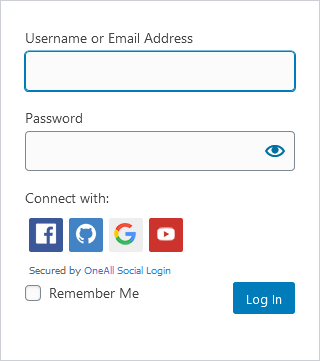 Username or Email Address
Password
Connect with:
Secured by OneAll Social Login
Remember Me
Log In